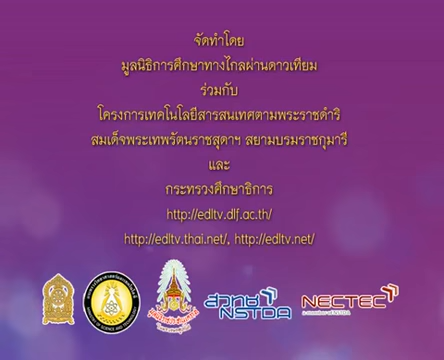 จัดทำโดย
มูลนิธิการศึกษาทางไกลผ่านดาวเทียม
ร่วมกับ
โครงการเทคโนโลยีสารสนเทศตามพระราชดำริ
สมเด็จพระเทพรัตนราชสุดาฯ สยามบรมราชกุมารี
และ
กระทรวงศึกษาธิการ
http://edltv.dlf.ac.th/
http://edltv.thai.net/, http://edltv.net/
สวทช
NSTDA
NECTEC
a member of NSTDA